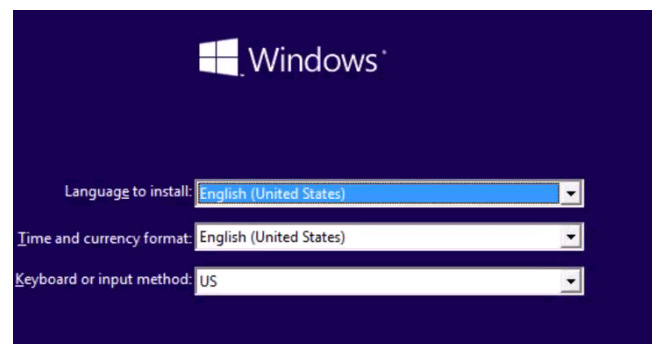 Windows
Language to install: English (United States)
Time and currency format: English (United States)
Keyboard or input method: US